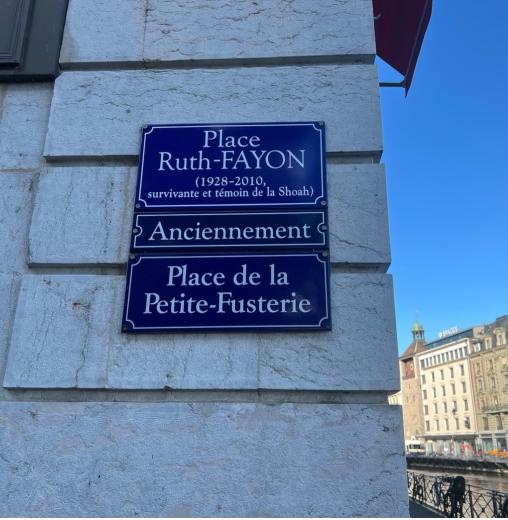 Place
Ruth-FAYON
(1928-2010,
survivante et témoin de la Shoah)
Anciennement
Place de la
Petite-Fusterie